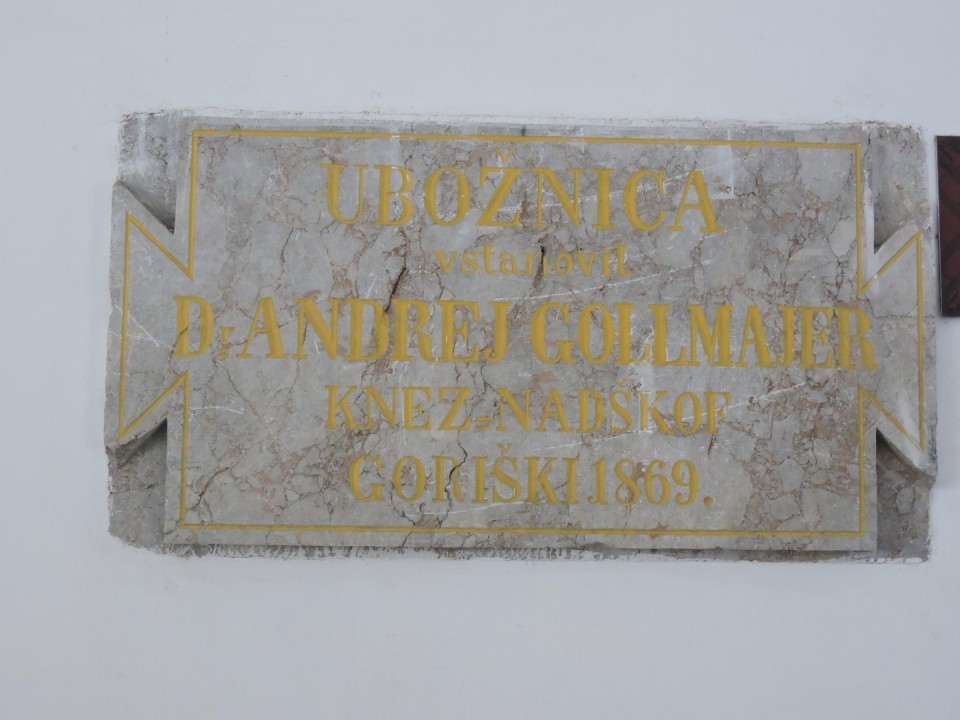 UBOŽNICA
vstanovil
Dr ANDREJ GOLLMAJER
KNEZ=NADŠKOF
GORIŠKI.1869.